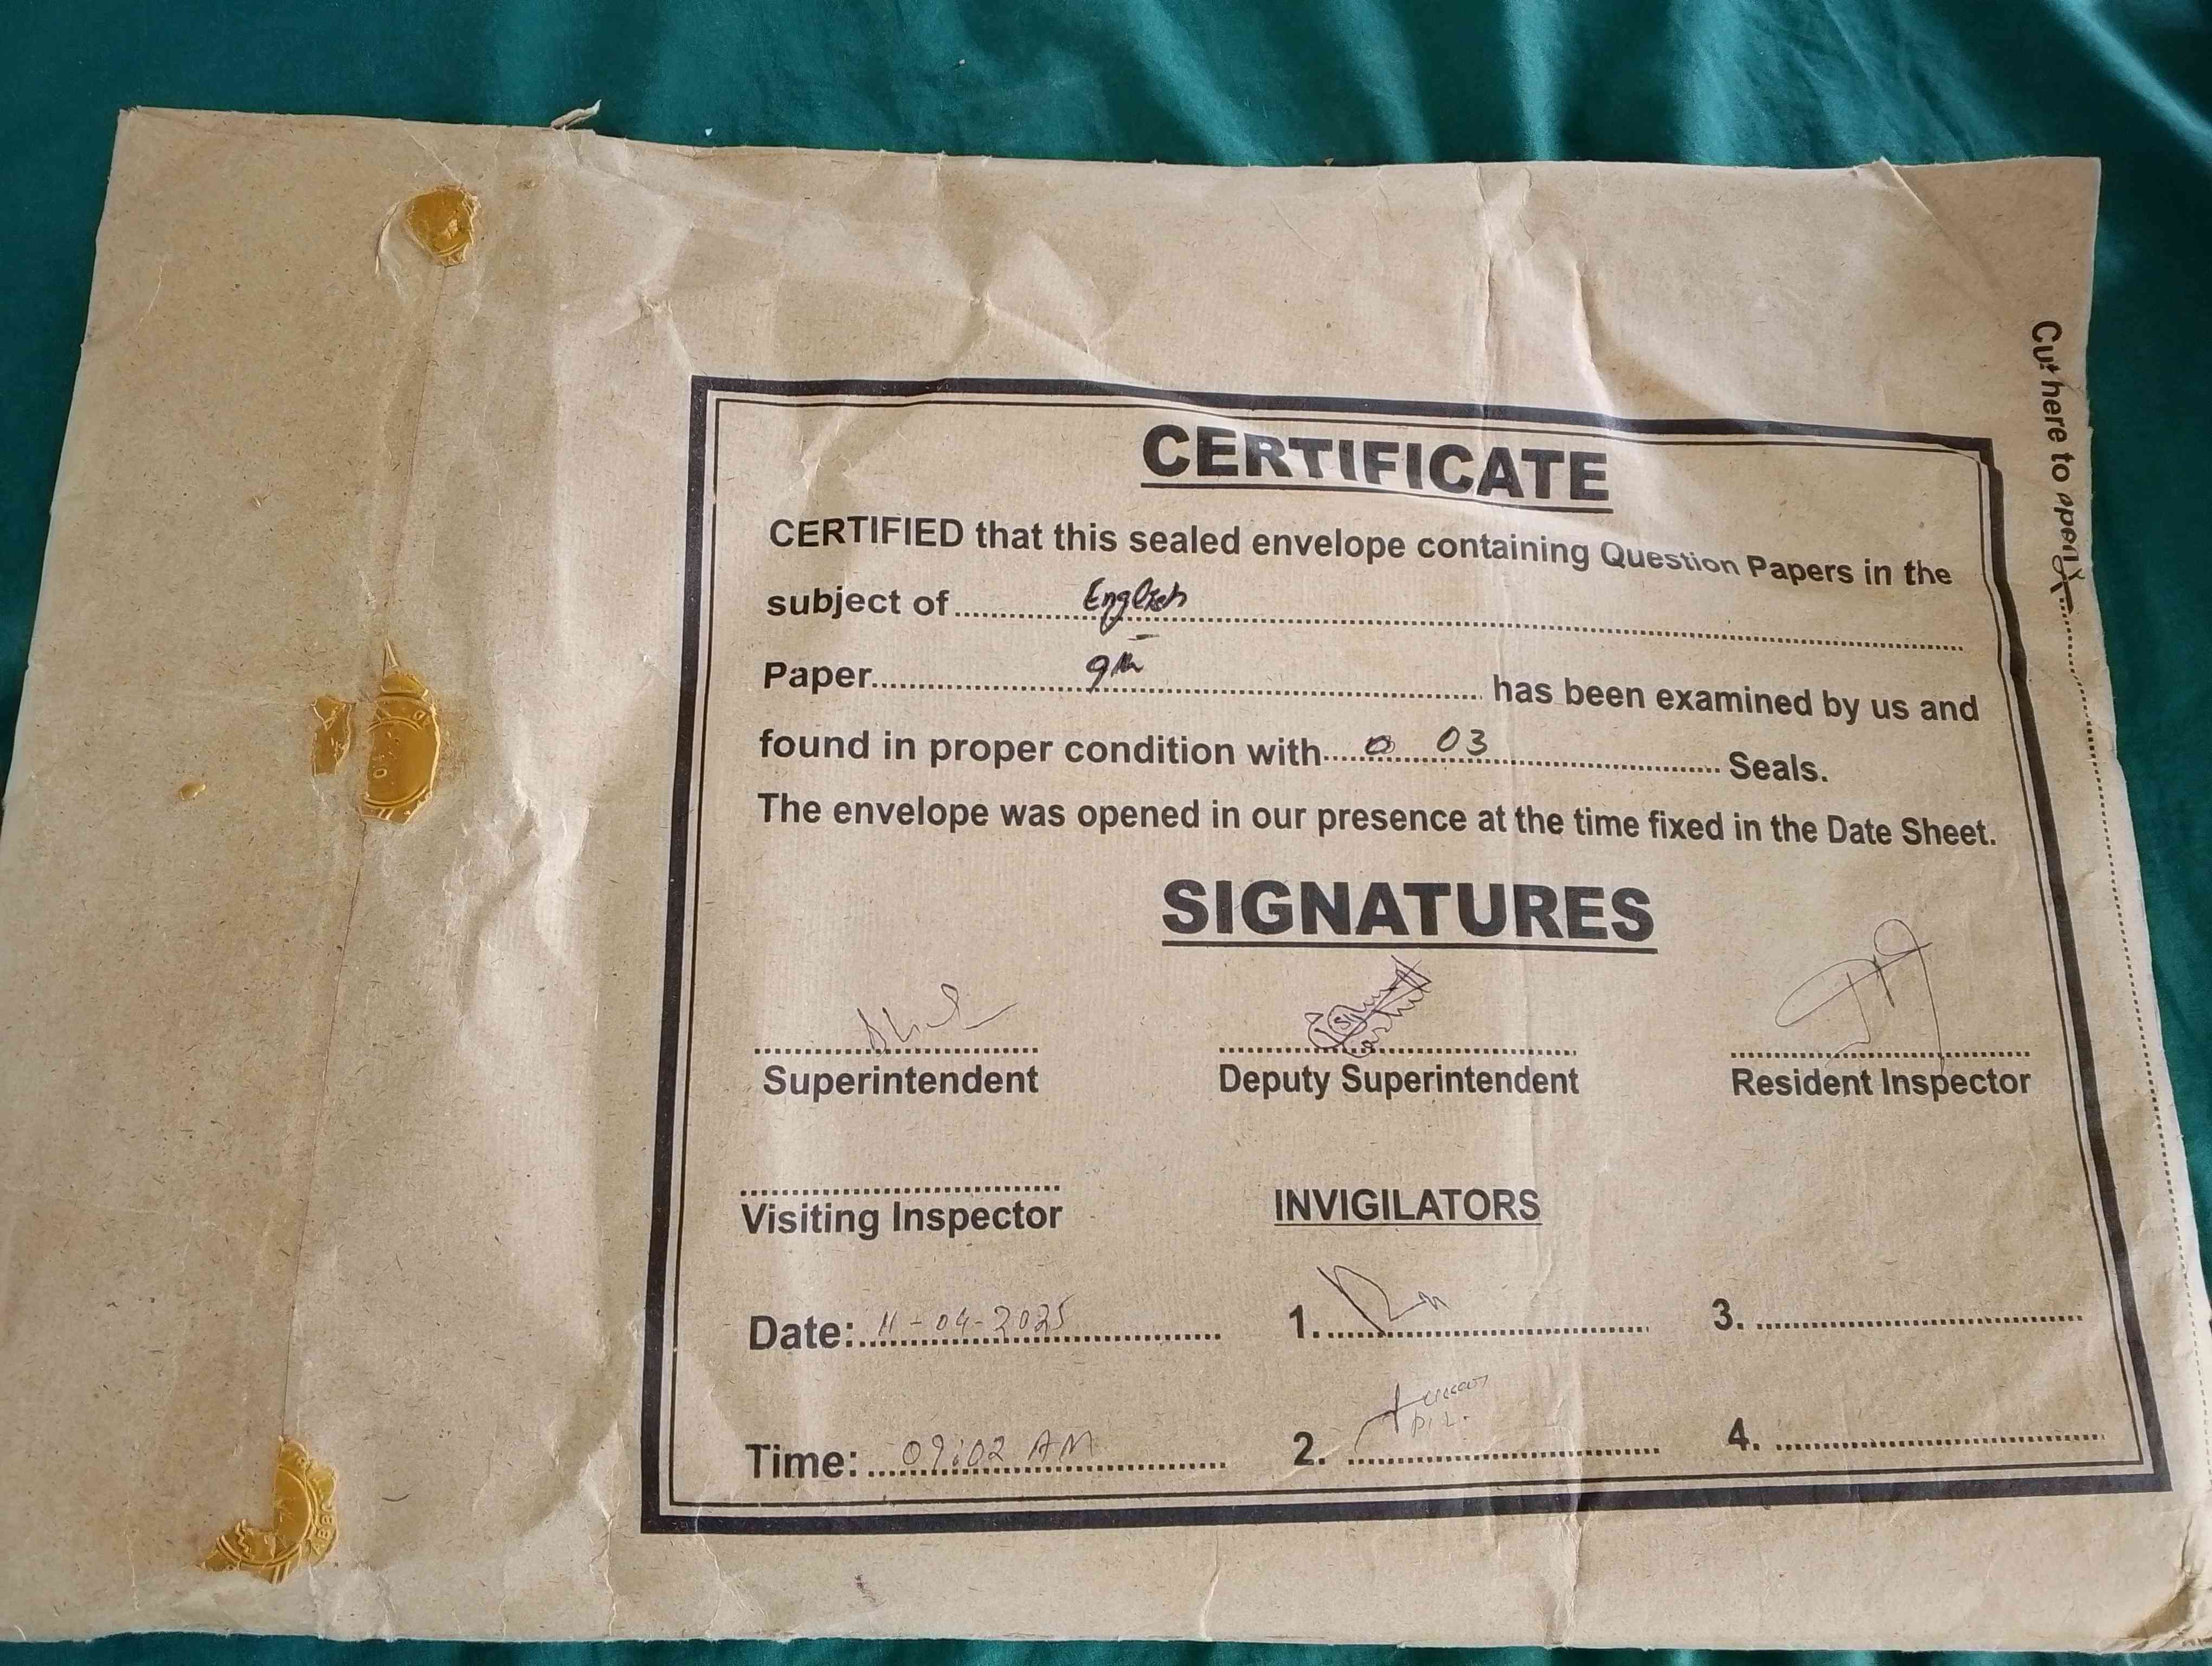 Cut here to open
CERTIFICATE
CERTIFIED that this sealed envelope containing Question Papers in the
subject of English
Paper 9th has been examined by us and
found in proper condition with 03 Seals.
The envelope was opened in our presence at the time fixed in the Date Sheet.
SIGNATURES
Superintendent Deputy Superintendent Resident Inspector
Visiting Inspector INVIGILATORS
Date: 11-04-2025 1. 3.
Time: 09:02 AM 2. 4.